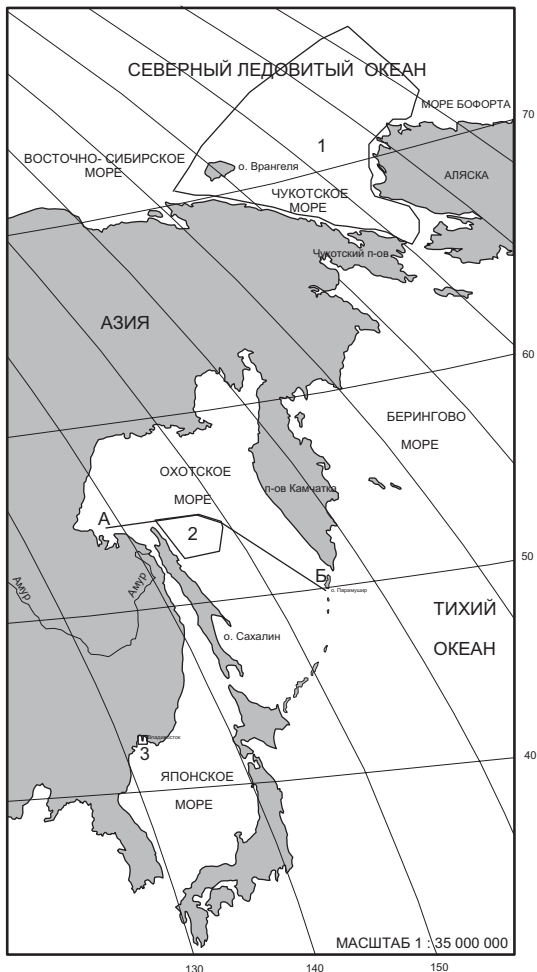 СЕВЕРНЫЙ ЛЕДОВИТЫЙ ОКЕАН
МОРЕ БОФОРТА
70
1
ВОСТОЧНО- СИБИРСКОЕ
МОРЕ
о. Врангеля
АЛЯСКА
ЧУКОТСКОЕ
МОРЕ
Чукотский п-ов
АЗИЯ
60
БЕРИНГОВО
МОРЕ
ОХОТСКОЕ
МОРЕ
п-ов Камчатка
А
2
50
Б
о. Парамушир
Амур
Амур
ТИХИЙ
ОКЕАН
о. Сахалин
Владивосток
3
40
ЯПОНСКОЕ
МОРЕ
МАСШТАБ 1 : 35 000 000
130
140
150